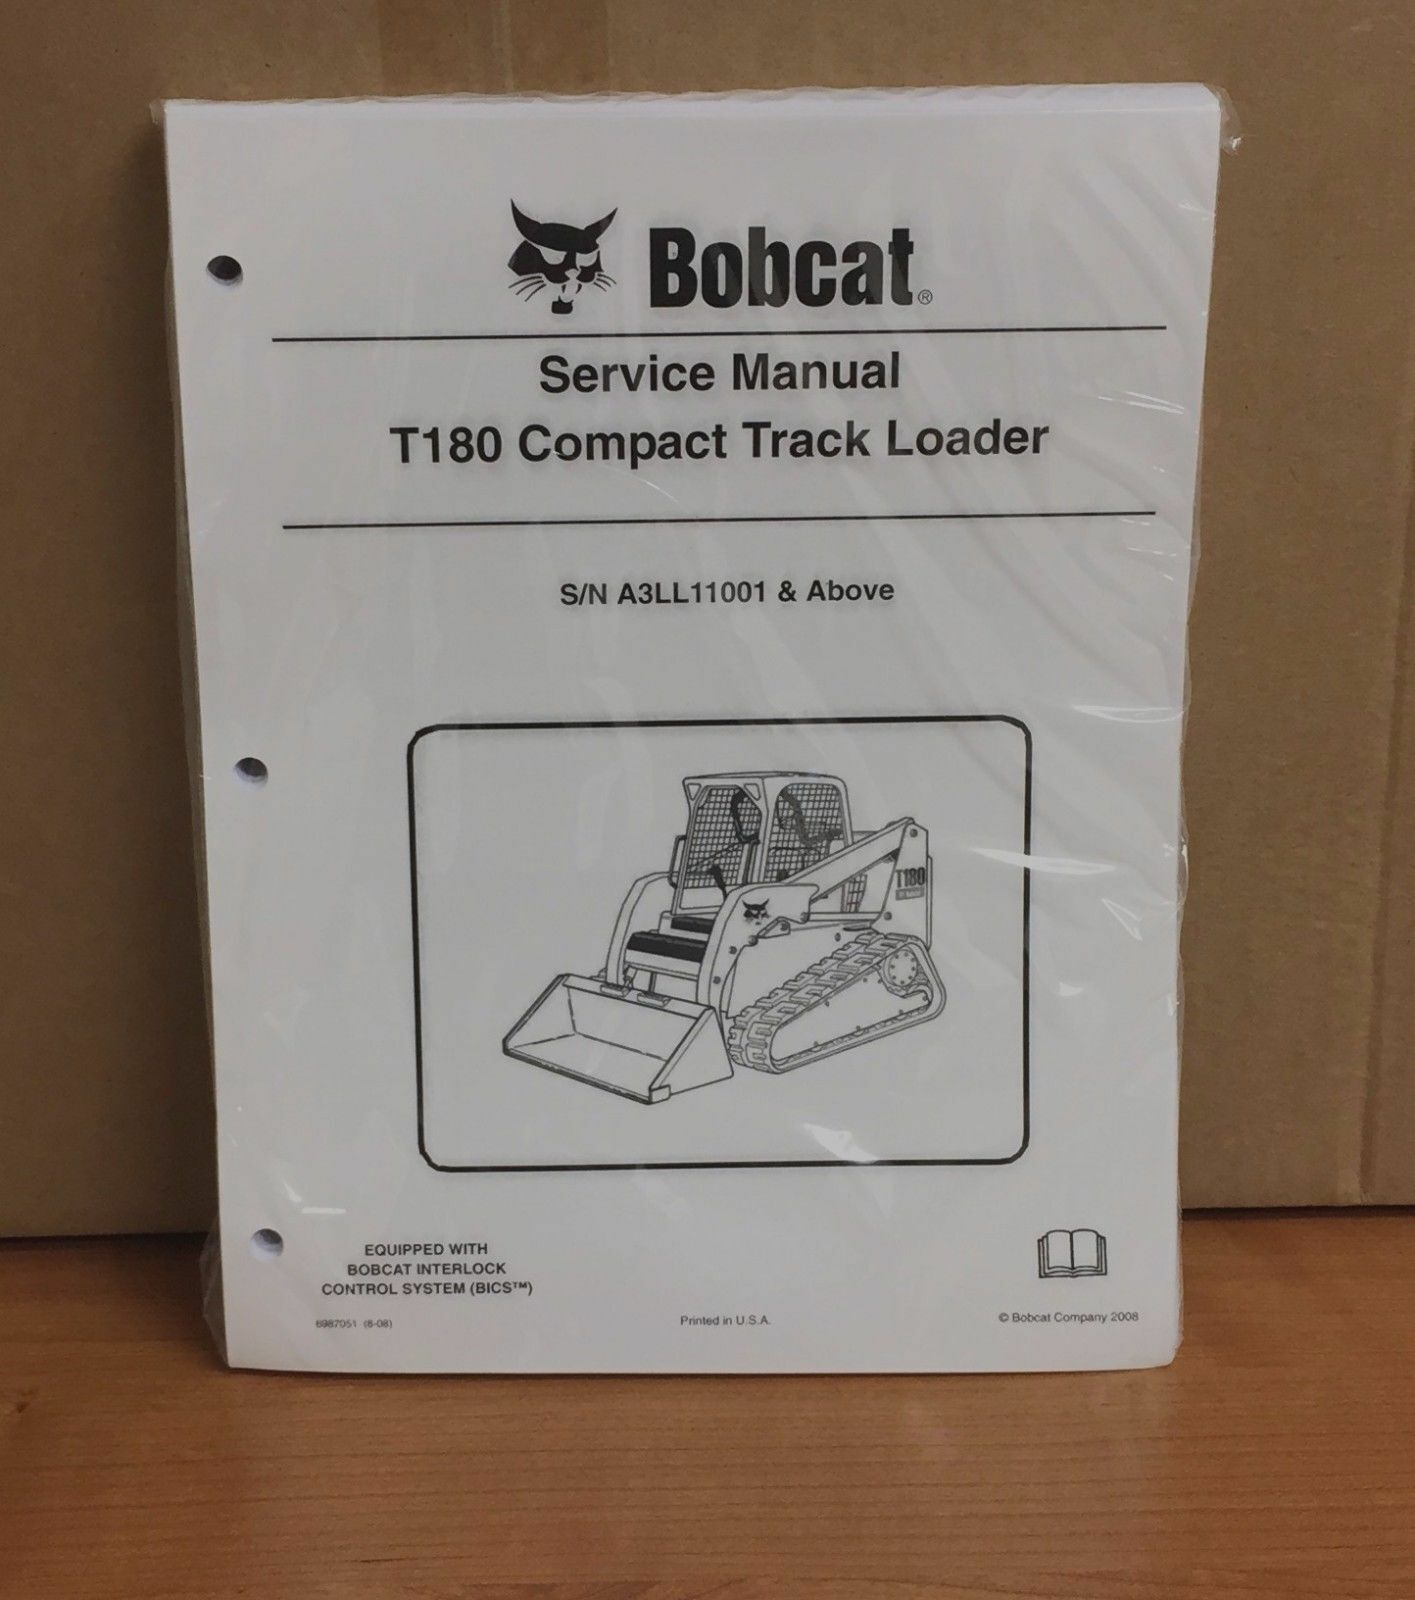 Bobcat®
Service Manual
T180 Compact Track Loader
S/N A3LL11001 & Above
T180
EQUIPPED WITH
BOBCAT INTERLOCK
CONTROL SYSTEM (BICS™)
6987051 (8-08)
Printed in U.S.A.
© Bobcat Company 2008